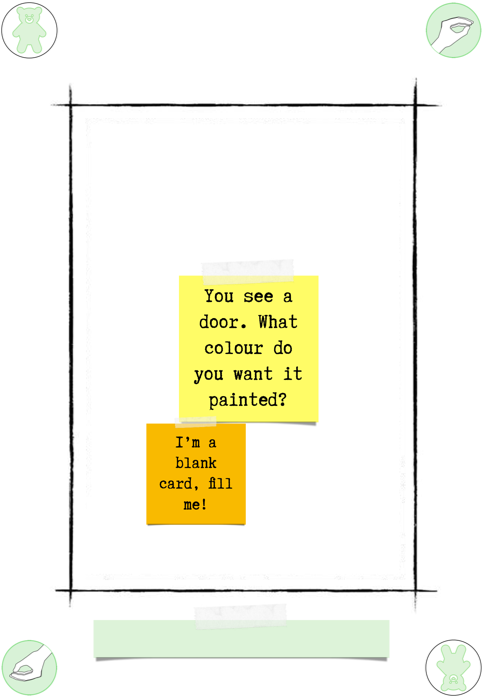 You see a
door. What
colour do
you want it
painted?
I'm a
blank
card, fill
me!